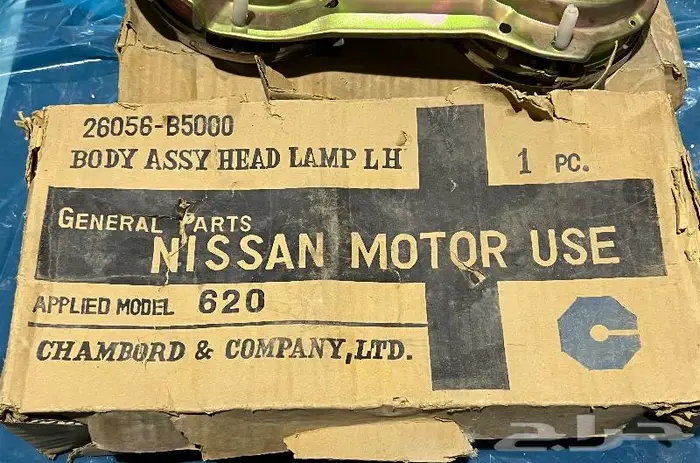 26056-B5000
BODY ASSY HEAD LAMP L H
1 PC.
GENERAL PARTS
NISSAN MOTOR USE
APPLIED MODEL 620
CHAMBORD & COMPANY,LTD.
حراج